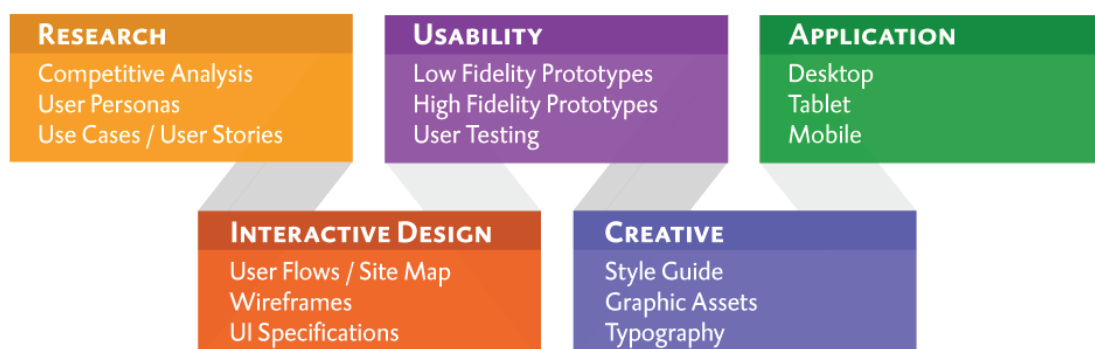 RESEARCH
Competitive Analysis
User Personas
Use Cases / User Stories
USABILITY
Low Fidelity Prototypes
High Fidelity Prototypes
User Testing
APPLICATION
Desktop
Tablet
Mobile
INTERACTIVE DESIGN
User Flows / Site Map
Wireframes
UI Specifications
CREATIVE
Style Guide
Graphic Assets
Typography